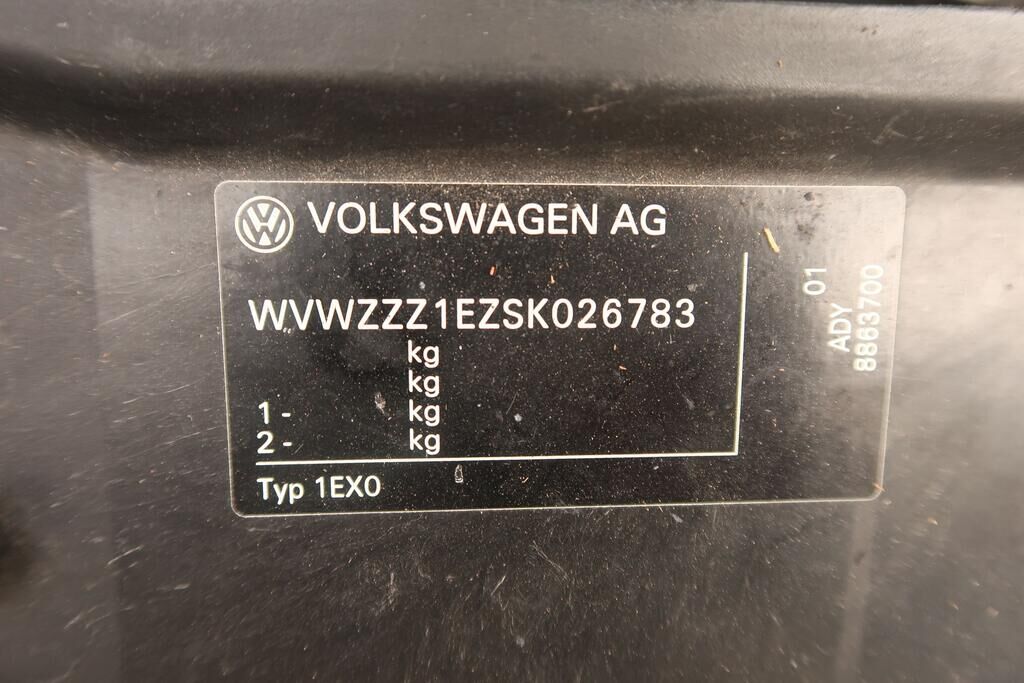 VOLKSWAGEN AG
WVWZZZ1EZSK026783
kg
kg
1 - kg
2 - kg
Typ 1EX0
01
ADY
8863700